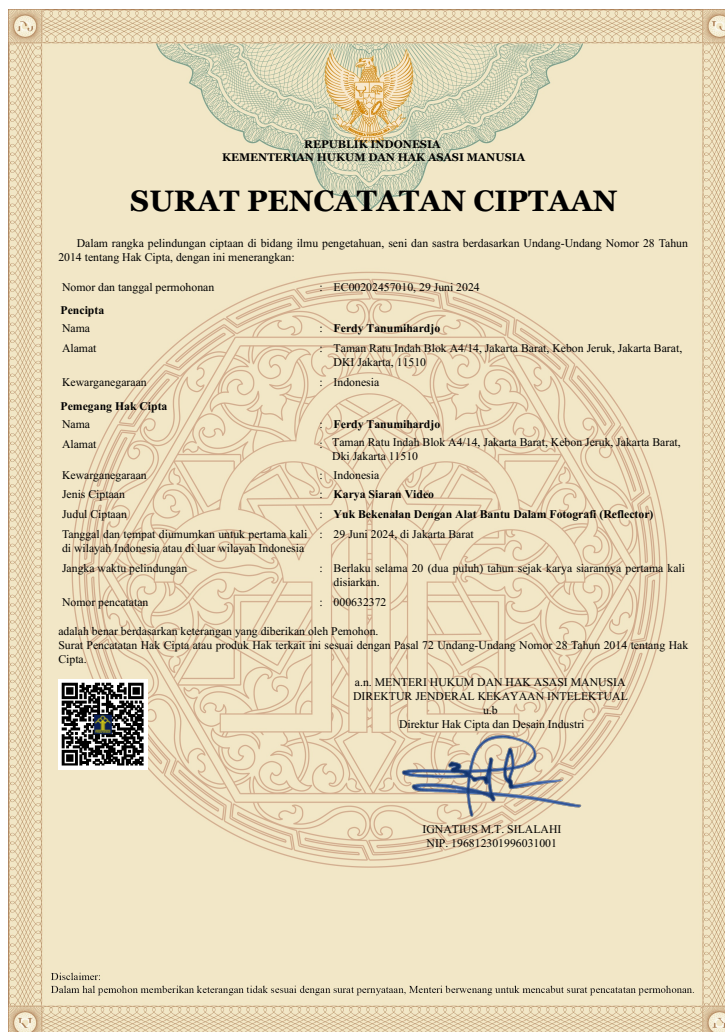 REPUBLIK INDONESIA
KEMENTERIAN HUKUM DAN HAK ASASI MANUSIA
SURAT PENCATATAN CIPTAAN
Dalam rangka pelindungan ciptaan di bidang ilmu pengetahuan, seni dan sastra berdasarkan Undang-Undang Nomor 28 Tahun
2014 tentang Hak Cipta, dengan ini menerangkan:
Nomor dan tanggal permohonan : EC00202457010, 29 Juni 2024
Pencipta
Nama : Ferdy Tanumihardjo
Alamat : Taman Ratu Indah Blok A4/14, Jakarta Barat, Kebon Jeruk, Jakarta Barat,
DKI Jakarta, 11510
Kewarganegaraan : Indonesia
Pemegang Hak Cipta
Nama : Ferdy Tanumihardjo
Alamat : Taman Ratu Indah Blok A4/14, Jakarta Barat, Kebon Jeruk, Jakarta Barat,
Dki Jakarta 11510
Kewarganegaraan : Indonesia
Jenis Ciptaan : Karya Siaran Video
Judul Ciptaan : Yuk Bekenalan Dengan Alat Bantu Dalam Fotografi (Reflector)
Tanggal dan tempat diumumkan untuk pertama kali : 29 Juni 2024, di Jakarta Barat
di wilayah Indonesia atau di luar wilayah Indonesia
Jangka waktu pelindungan : Berlaku selama 20 (dua puluh) tahun sejak karya siarannya pertama kali
disiarkan.
Nomor pencatatan : 000632372
adalah benar berdasarkan keterangan yang diberikan oleh Pemohon.
Surat Pencatatan Hak Cipta atau produk Hak terkait ini sesuai dengan Pasal 72 Undang-Undang Nomor 28 Tahun 2014 tentang Hak
Cipta.
a.n. MENTERI HUKUM DAN HAK ASASI MANUSIA
DIREKTUR JENDERAL KEKAYAAN INTELEKTUAL
u.b
Direktur Hak Cipta dan Desain Industri
IGNATIUS M.T. SILALAHI
NIP. 196812301996031001
Disclaimer:
Dalam hal pemohon memberikan keterangan tidak sesuai dengan surat pernyataan, Menteri berwenang untuk mencabut surat pencatatan permohonan.